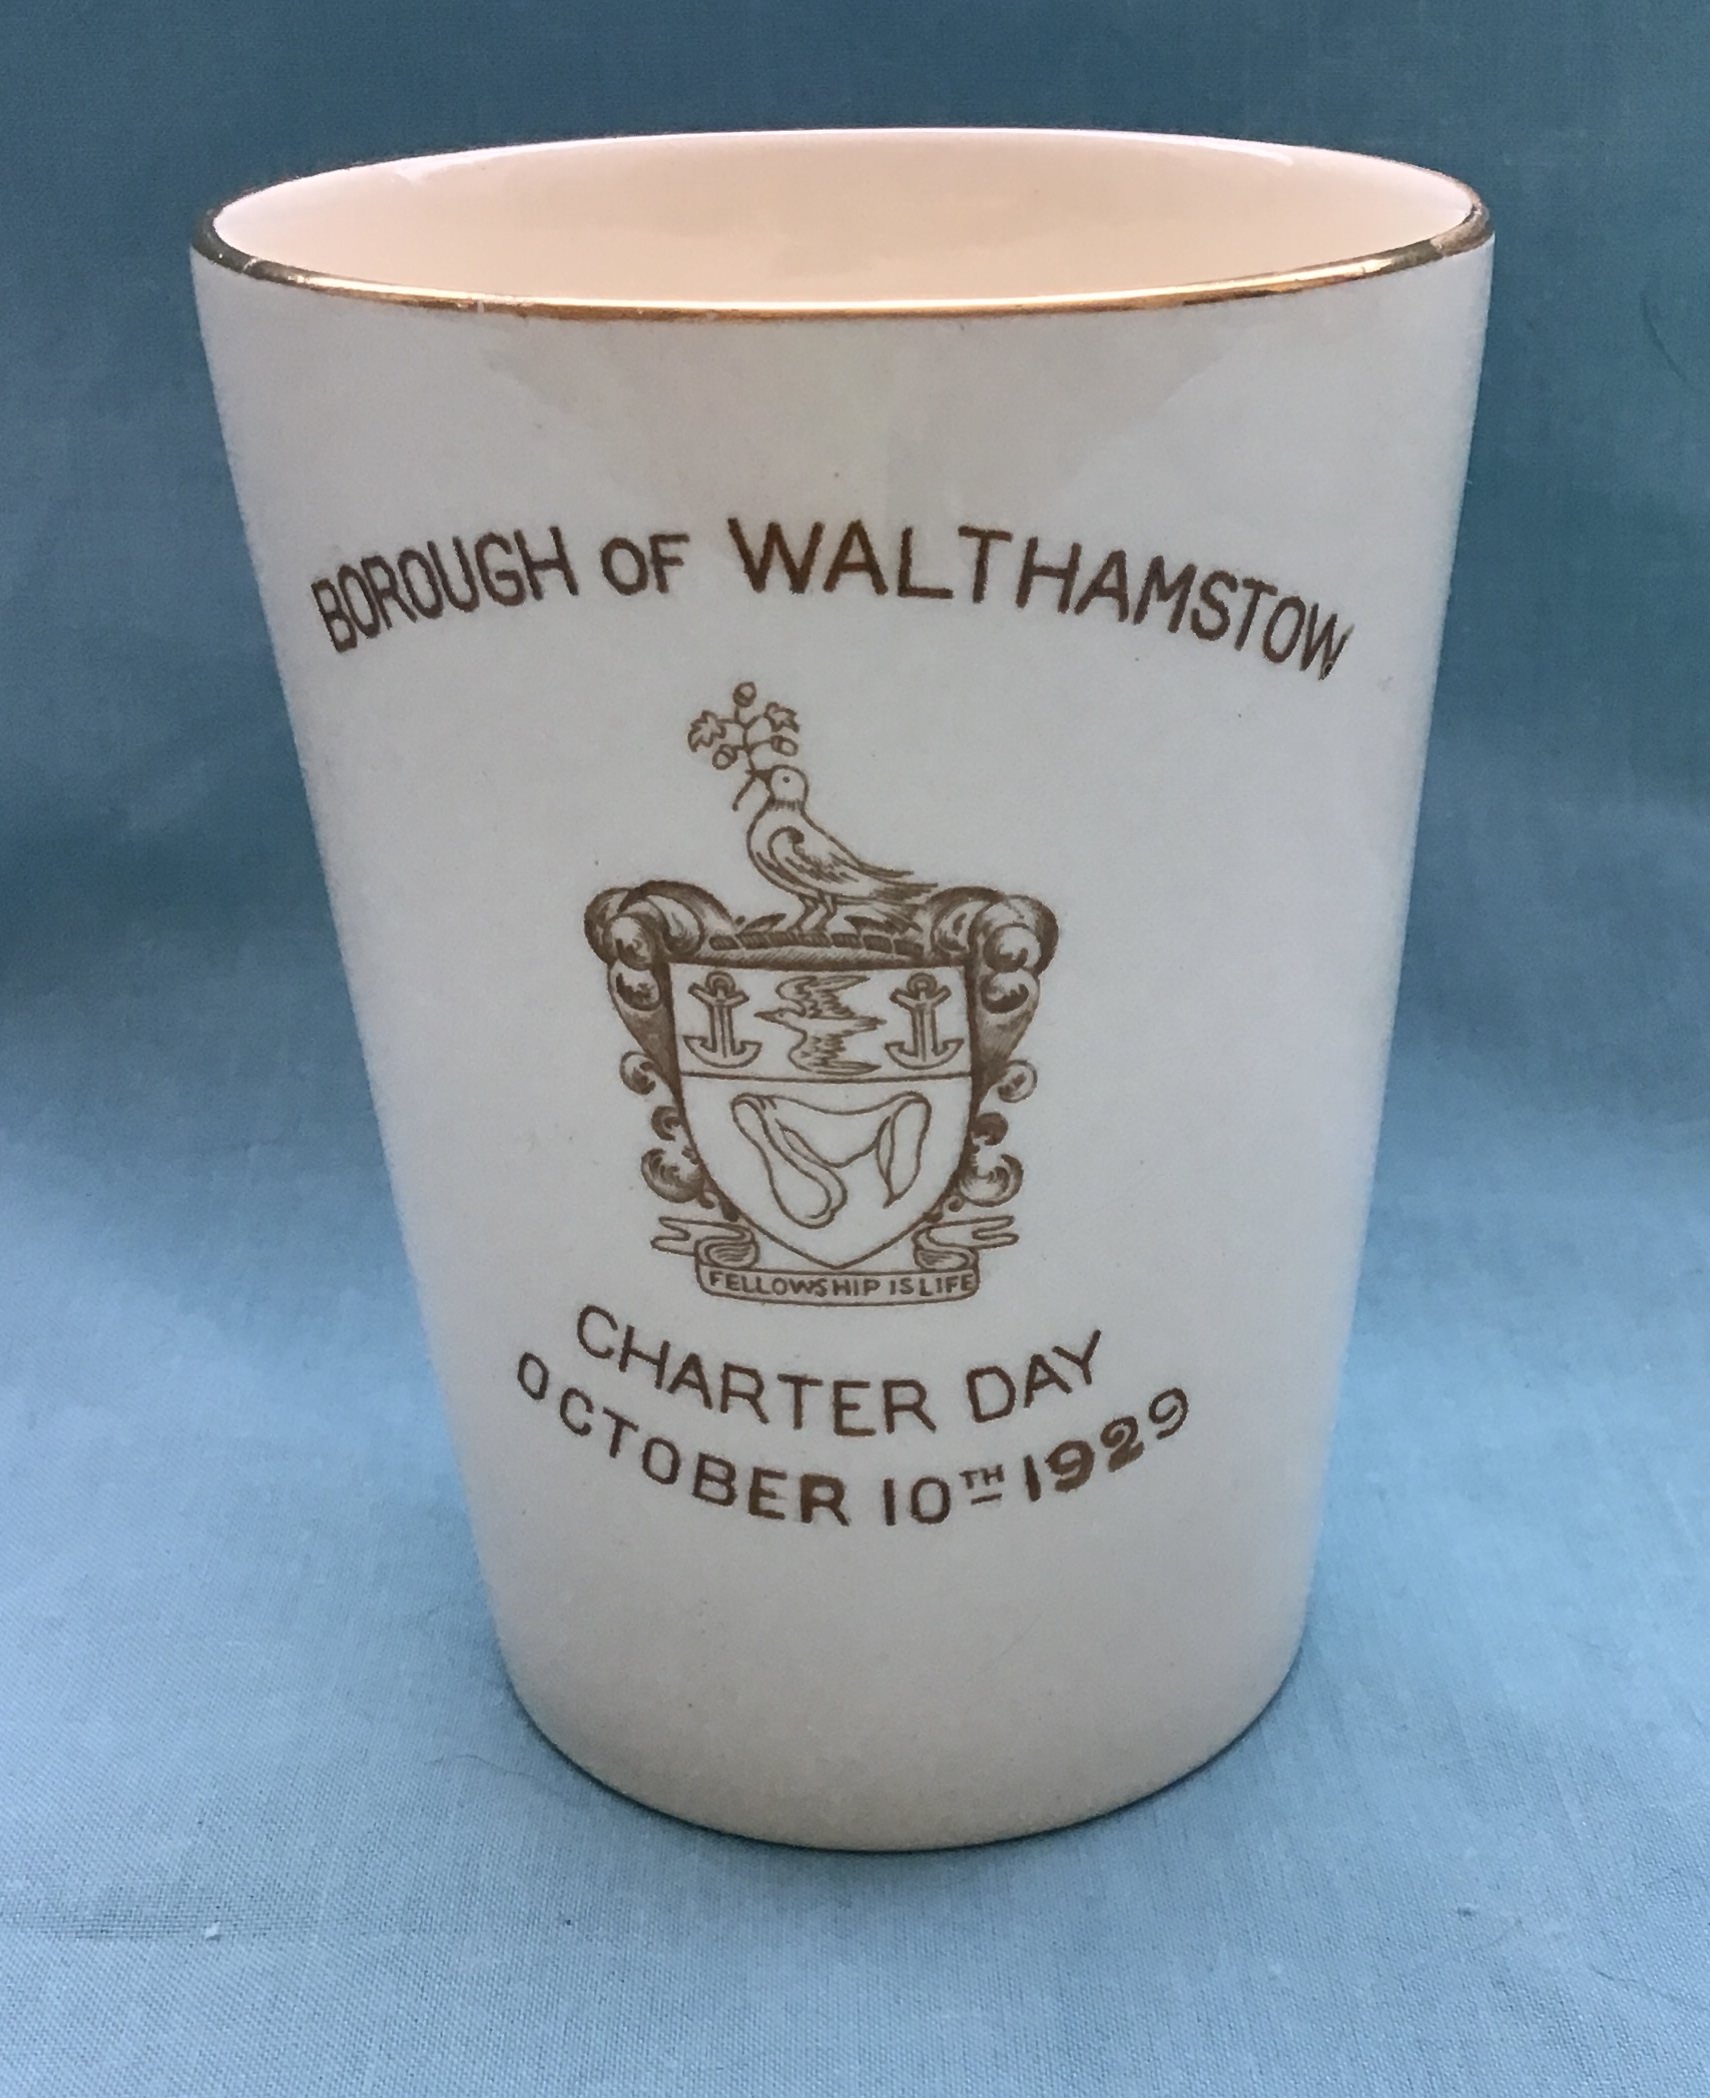 BOROUGH OF WALTHAMSTOW
FELLOWSHIP IS LIFE
CHARTER DAY
OCTOBER 10TH 1929